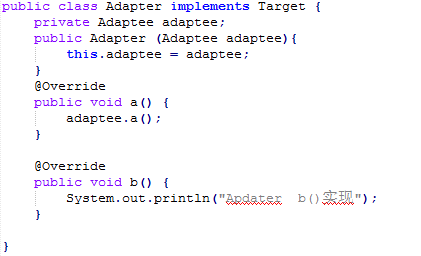 public class Adapter implements Target {
    private Adaptee adaptee;
    public Adapter (Adaptee adaptee){
        this.adaptee = adaptee;
    }
    @Override
    public void a() {
        adaptee.a();
    }

    @Override
    public void b() {
        System.out.println("Apdater  b()实现");
    }

}